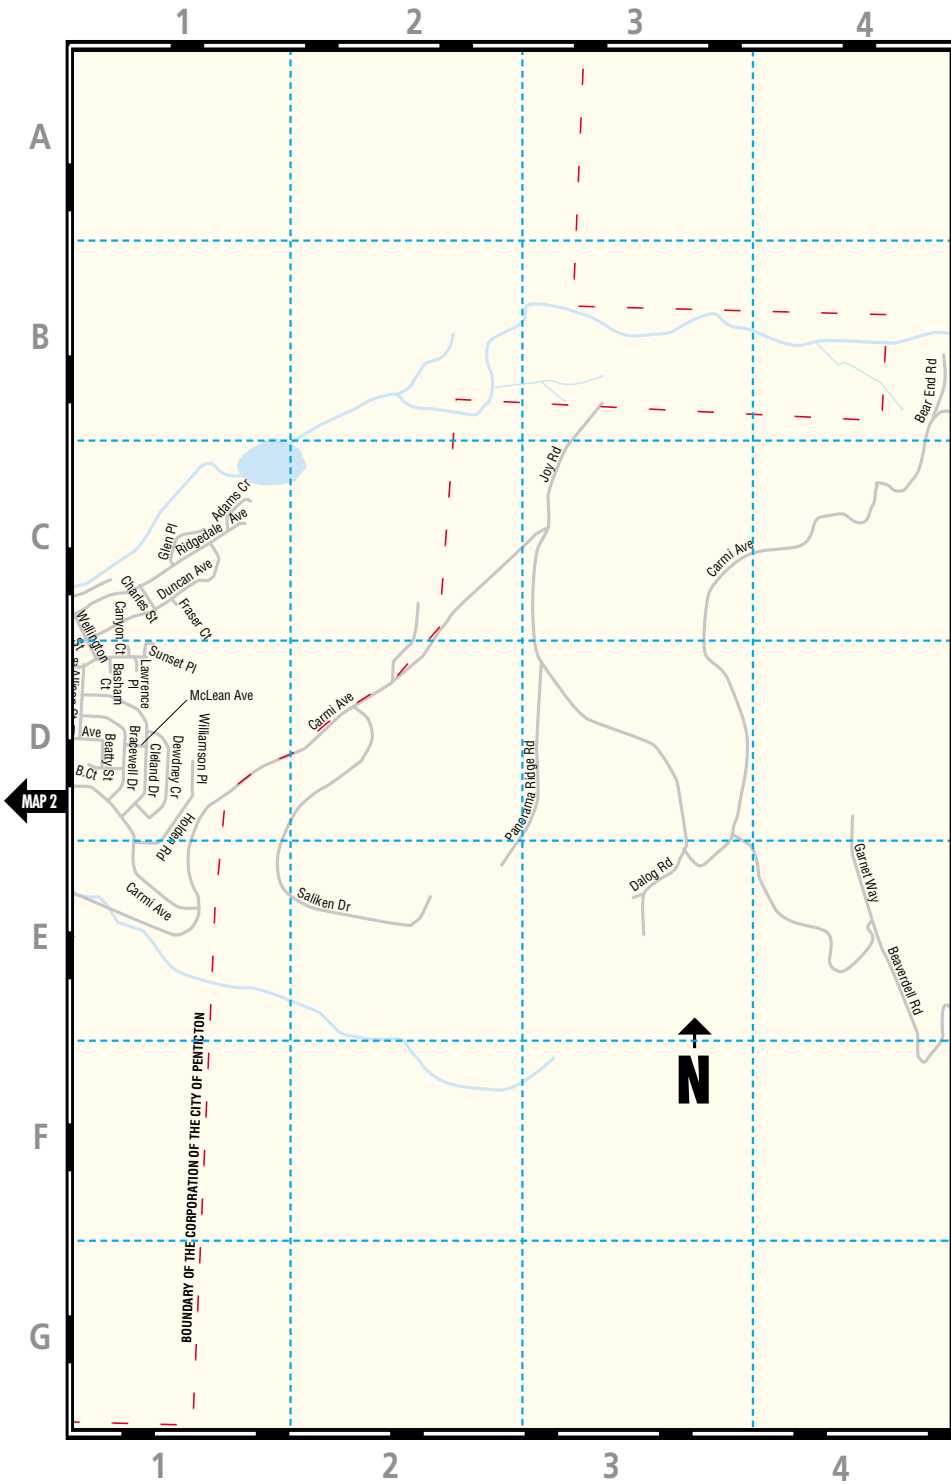 1
2
3
4
A
B
C
D
E
F
G
Bear End Rd
Joy Rd
Adams Cr
Glen Pl
Ridgedale Ave
Carmi Ave
Duncan Ave
Charles St
Fraser Ct
Canyon Ct
Wellington
St
Sunset Pl
Basham
Ct
Lawrence
Pl
McLean Ave
Williamson Pl
Carmi Ave
Ave
Beatty St
Bracewell Dr
Cleland Dr
Dewdney Cr
B.Ct
Panorama Ridge Rd
MAP 2
Holden Rd
Garnet Way
Dalog Rd
Carmi Ave
Saliken Dr
Beaverdell Rd
N
BOUNDARY OF THE CORPORATION OF THE CITY OF PENTICTON
1
2
3
4